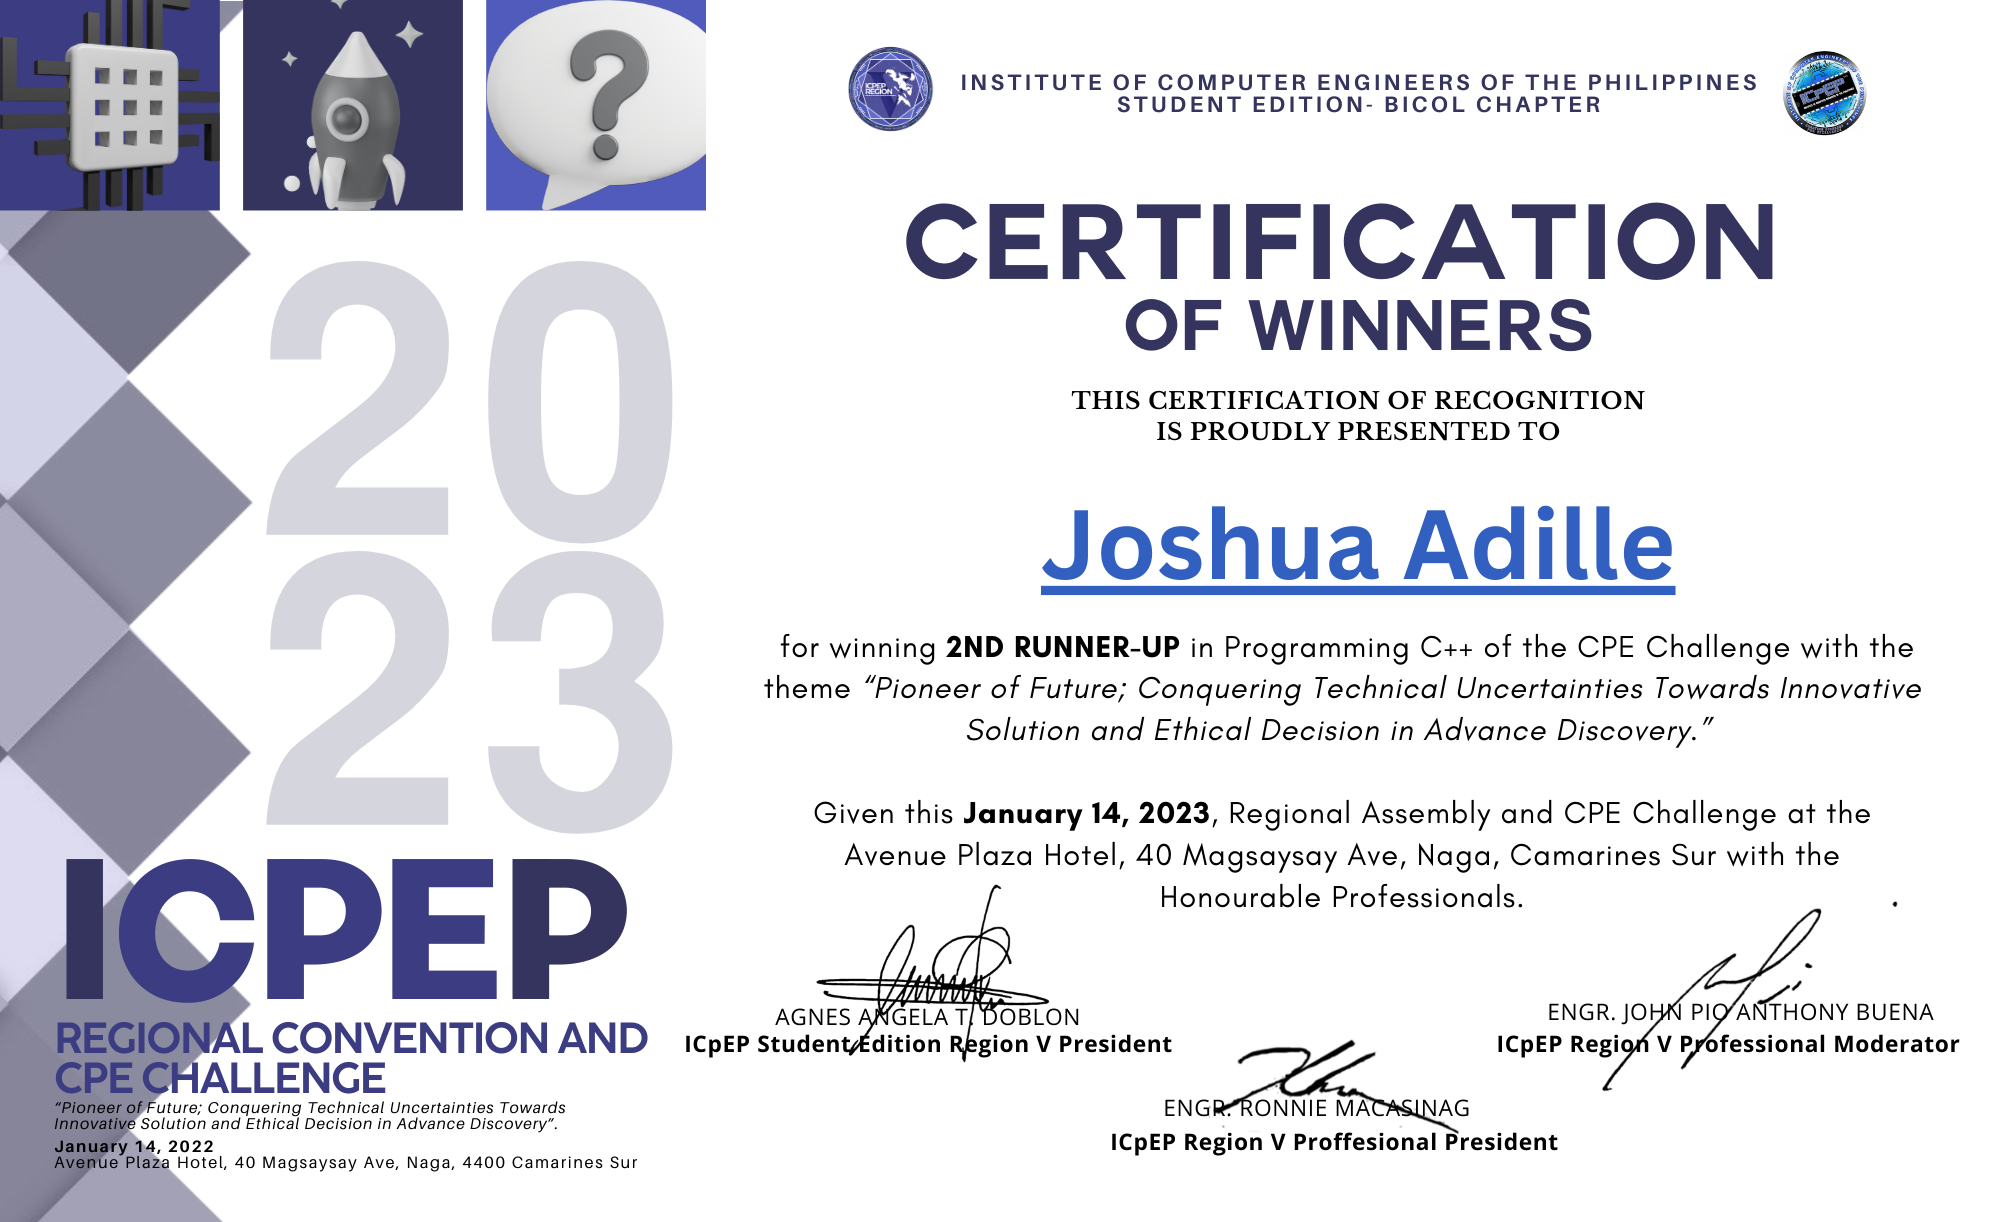 INSTITUTE OF COMPUTER ENGINEERS OF THE PHILIPPINES
STUDENT EDITION- BICOL CHAPTER
ICPEP
REGION
ICPEP
CERTIFICATION
OF WINNERS
THIS CERTIFICATION OF RECOGNITION
IS PROUDLY PRESENTED TO
Joshua Adille
for winning 2ND RUNNER-UP in Programming C++ of the CPE Challenge with the
theme “Pioneer of Future; Conquering Technical Uncertainties Towards Innovative
Solution and Ethical Decision in Advance Discovery.”
Given this January 14, 2023, Regional Assembly and CPE Challenge at the
Avenue Plaza Hotel, 40 Magsaysay Ave, Naga, Camarines Sur with the
Honourable Professionals.
AGNES ANGELA T. DOBLON
ICpEP Student Edition Region V President
ENGR. JOHN PIO ANTHONY BUENA
ICpEP Region V Professional Moderator
ENGR. RONNIE MACASINAG
ICpEP Region V Proffesional President
20
23
ICPEP
REGIONAL CONVENTION AND
CPE CHALLENGE
“Pioneer of Future; Conquering Technical Uncertainties Towards
Innovative Solution and Ethical Decision in Advance Discovery”.
January 14, 2022
Avenue Plaza Hotel, 40 Magsaysay Ave, Naga, 4400 Camarines Sur